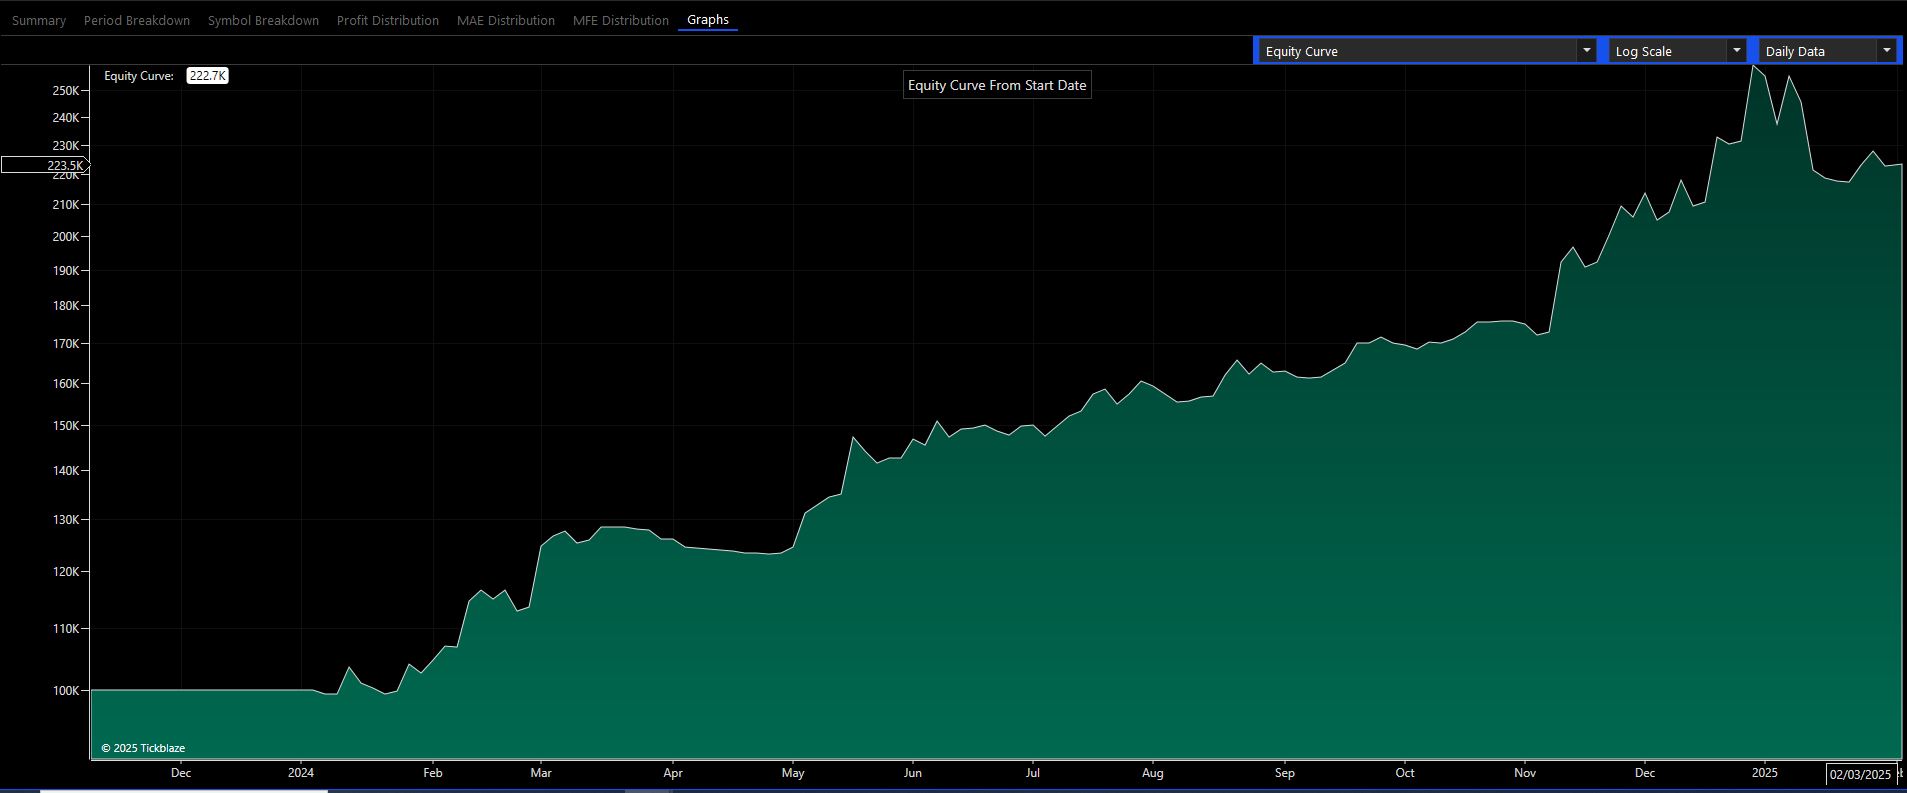 Summary Period Breakdown Symbol Breakdown Profit Distribution MAE Distribution MFE Distribution Graphs
Equity Curve Log Scale Daily Data
Equity Curve: 222.7K
Equity Curve From Start Date
250K
240K
230K
223.5K
220K
210K
200K
190K
180K
170K
160K
150K
140K
130K
120K
110K
100K
© 2025 Tickblaze
Dec 2024 Feb Mar Apr May Jun Jul Aug Sep Oct Nov Dec 2025 02/03/2025